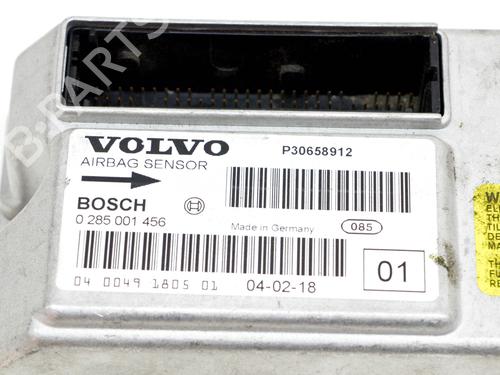 B-PARTS
VOLVO
AIRBAG SENSOR
P30658912
BOSCH
0 285 001 456
Made in Germany
085
04 0049 1805 01
04-02-18
01